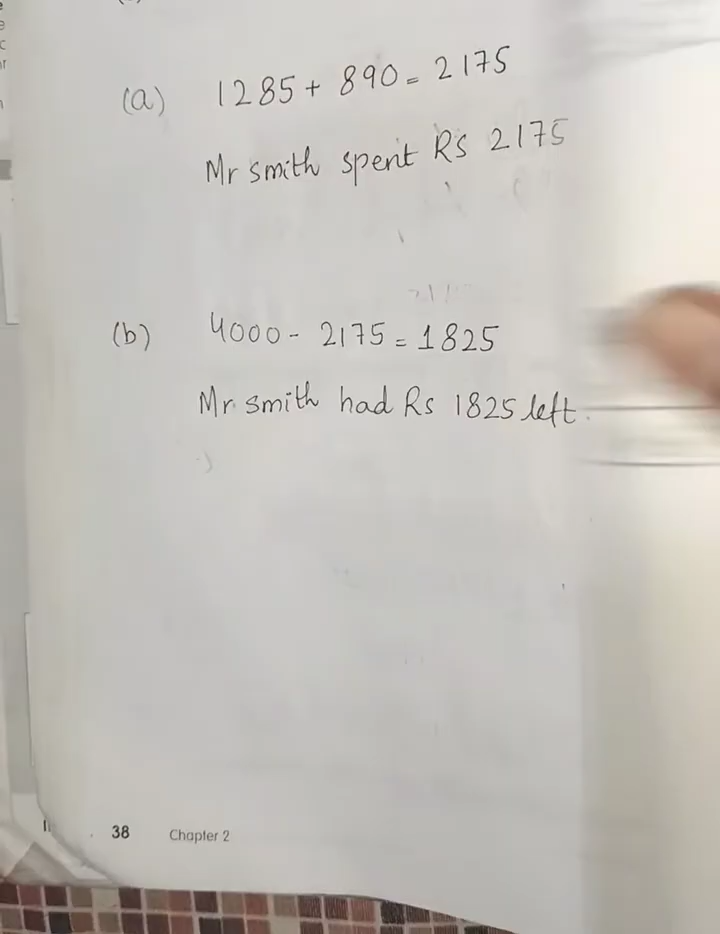 (a) 1285 + 890 = 2175
Mr smith spent Rs 2175
(b) 4000 - 2175 = 1825
Mr. smith had Rs 1825 left.
38 Chapter 2